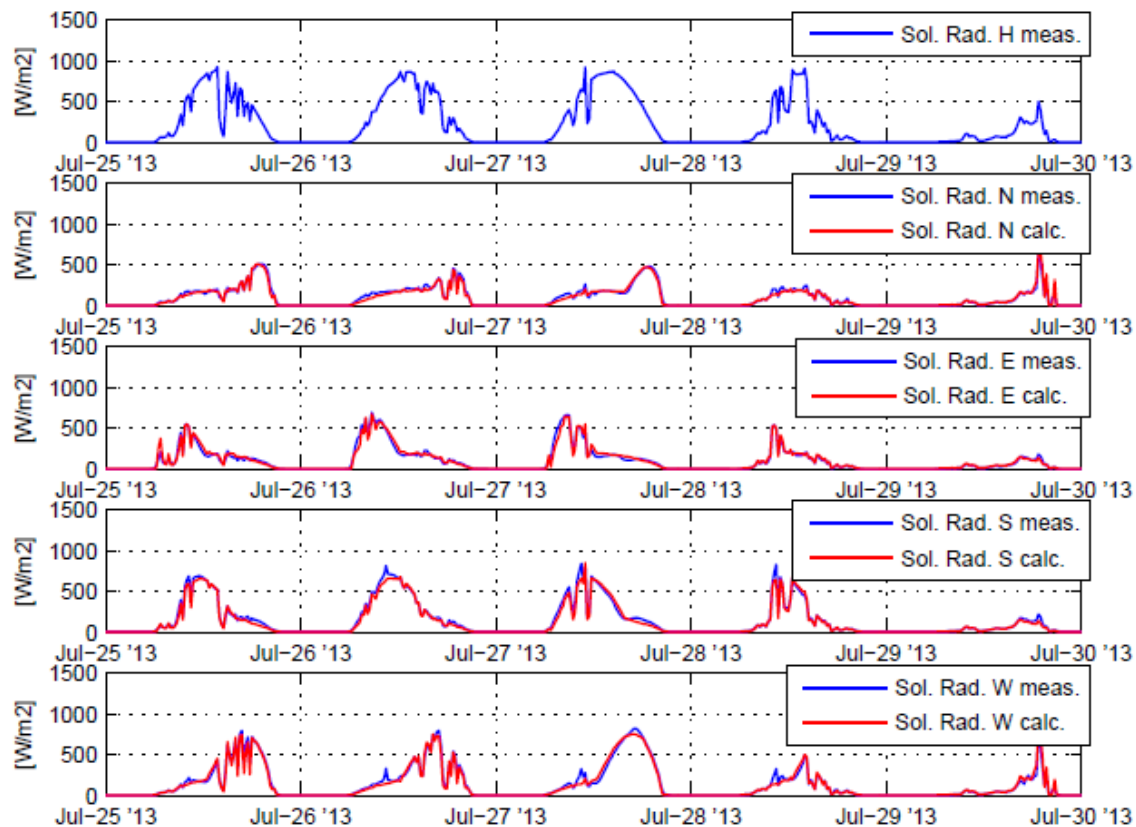 1500
Sol. Rad. H meas.
[W/m2]
1000
500
0
Jul-25 '13 Jul-26 '13 Jul-27 '13 Jul-28 '13 Jul-29 '13 Jul-30 '13
1500
Sol. Rad. N meas.
[W/m2]
1000
Sol. Rad. N calc.
500
0
Jul-25 '13 Jul-26 '13 Jul-27 '13 Jul-28 '13 Jul-29 '13 Jul-30 '13
1500
Sol. Rad. E meas.
[W/m2]
1000
Sol. Rad. E calc.
500
0
Jul-25 '13 Jul-26 '13 Jul-27 '13 Jul-28 '13 Jul-29 '13 Jul-30 '13
1500
Sol. Rad. S meas.
[W/m2]
1000
Sol. Rad. S calc.
500
0
Jul-25 '13 Jul-26 '13 Jul-27 '13 Jul-28 '13 Jul-29 '13 Jul-30 '13
1500
Sol. Rad. W meas.
[W/m2]
1000
Sol. Rad. W calc.
500
0
Jul-25 '13 Jul-26 '13 Jul-27 '13 Jul-28 '13 Jul-29 '13 Jul-30 '13